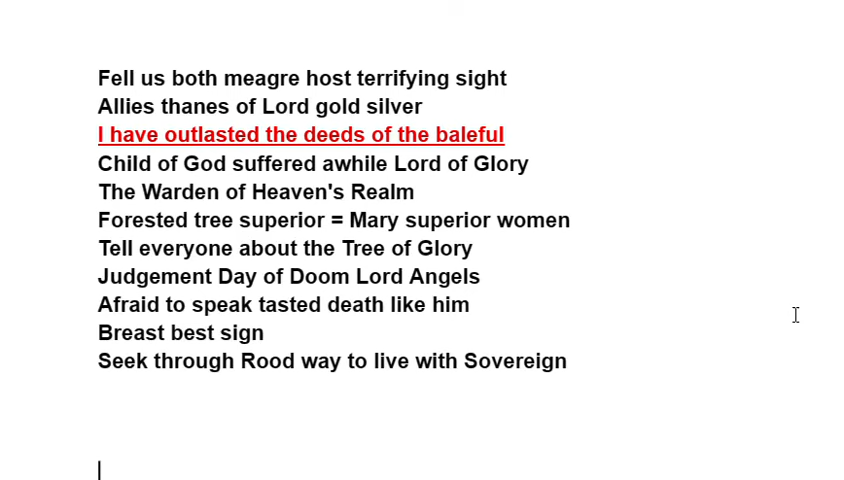 Fell us both meagre host terrifying sight
Allies thanes of Lord gold silver
I have outlasted the deeds of the baleful
Child of God suffered awhile Lord of Glory
The Warden of Heaven's Realm
Forested tree superior = Mary superior women
Tell everyone about the Tree of Glory
Judgement Day of Doom Lord Angels
Afraid to speak tasted death like him
Breast best sign
Seek through Rood way to live with Sovereign